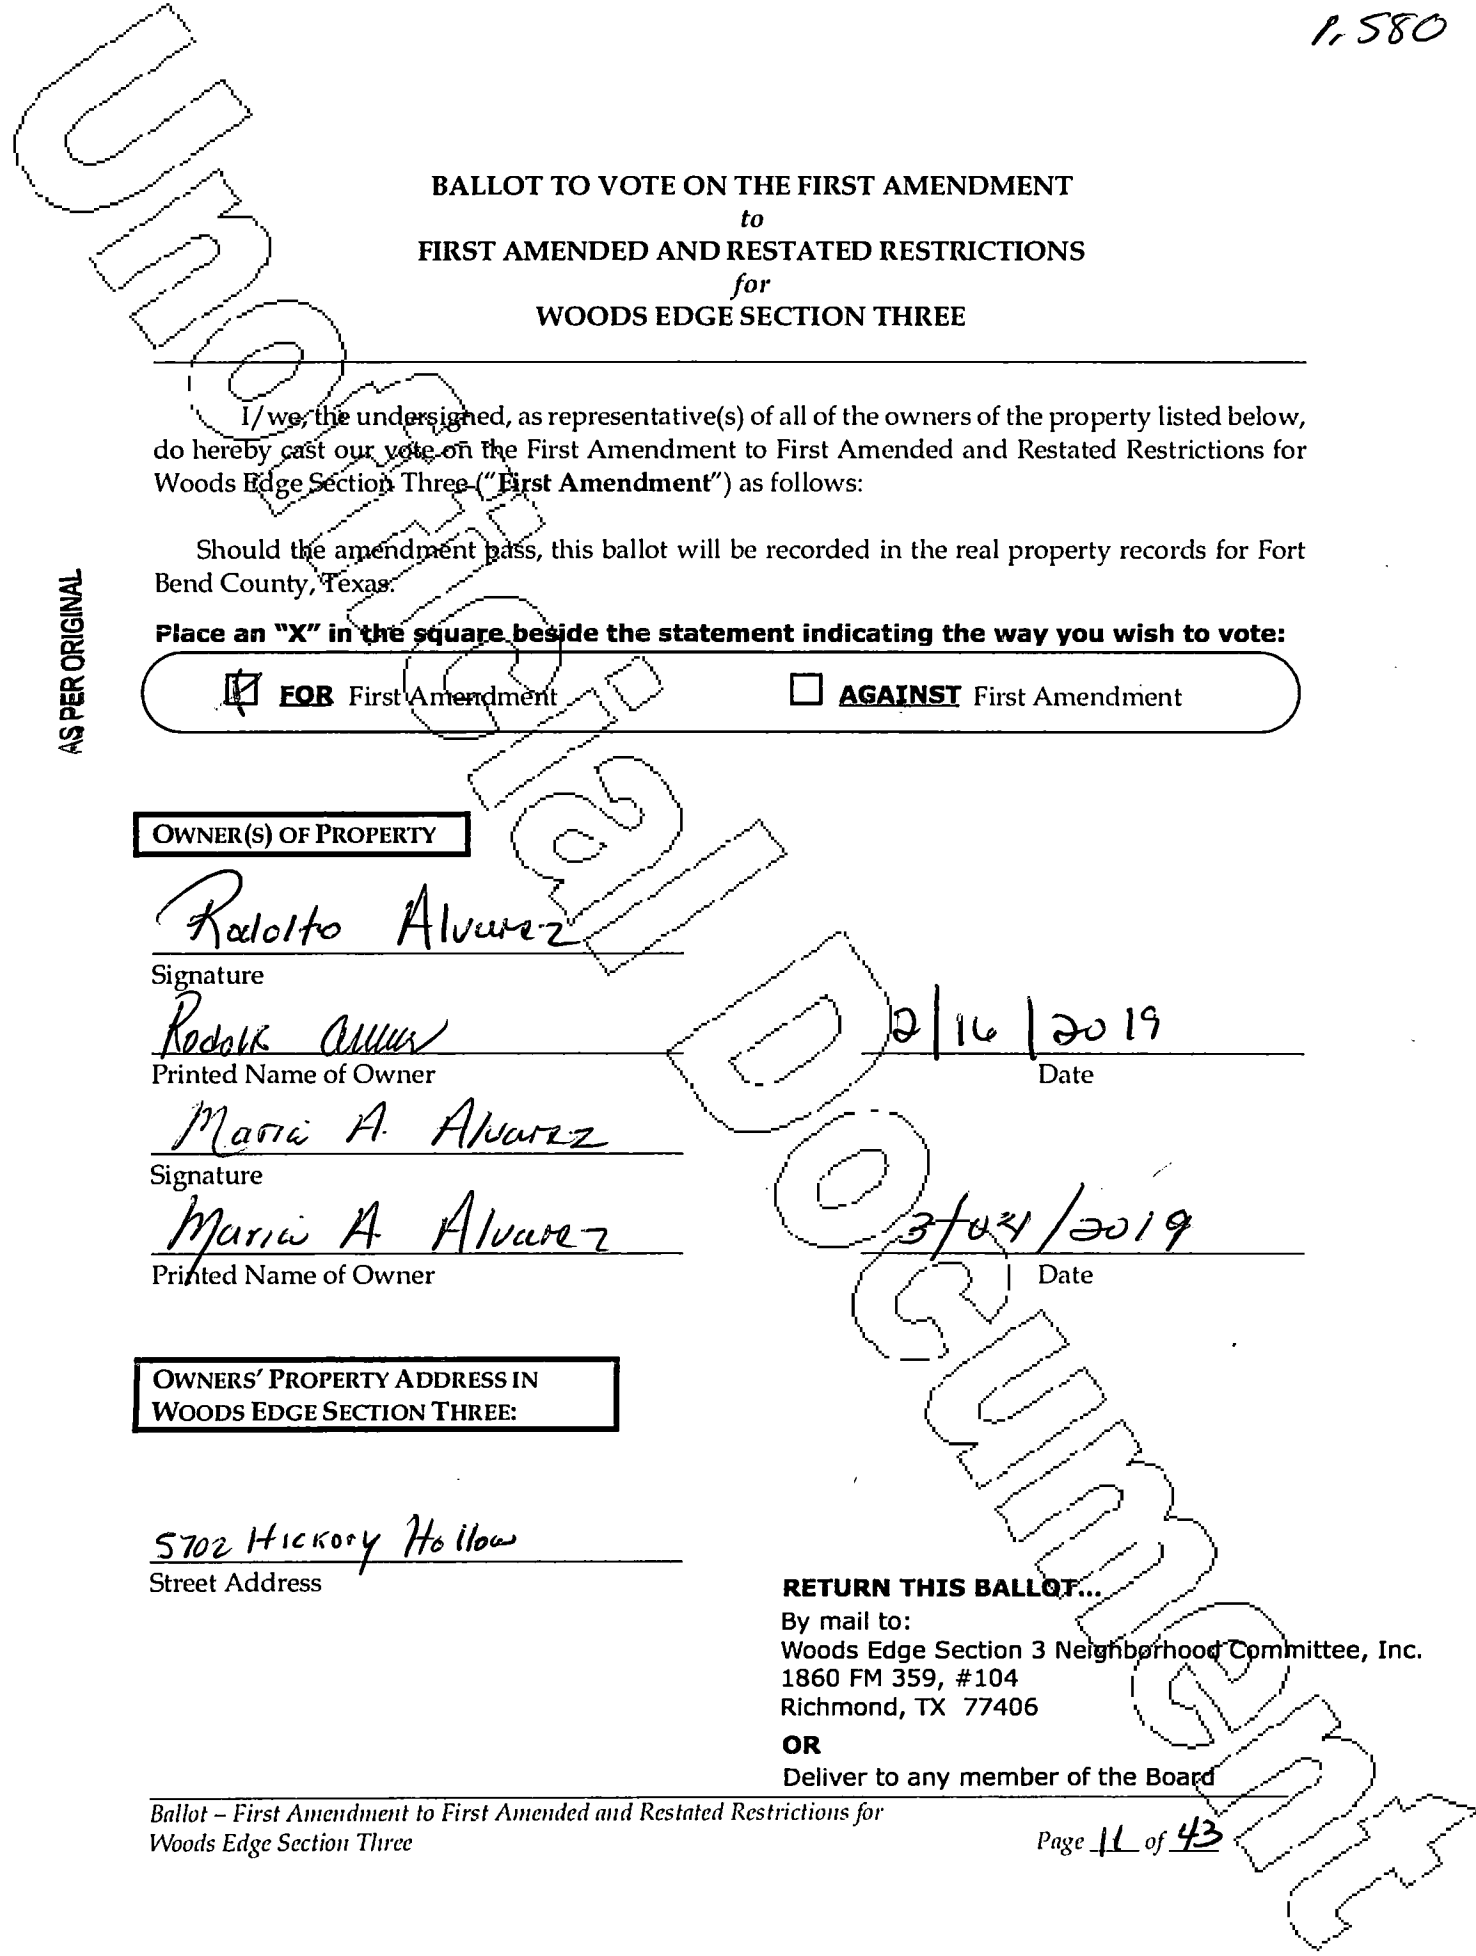 P. 580
BALLOT TO VOTE ON THE FIRST AMENDMENT
to
FIRST AMENDED AND RESTATED RESTRICTIONS
for
WOODS EDGE SECTION THREE
I/we, the undersigned, as representative(s) of all of the owners of the property listed below,
do hereby cast our vote on the First Amendment to First Amended and Restated Restrictions for
Woods Edge Section Three ("First Amendment") as follows:
Should the amendment pass, this ballot will be recorded in the real property records for Fort
Bend County, Texas.
AS PER ORIGINAL
Place an "X" in the square beside the statement indicating the way you wish to vote:
FOR First Amendment AGAINST First Amendment
OWNER(S) OF PROPERTY
Rodolfo Alvarez
Signature
2/16/2019
Printed Name of Owner Date
Maria A. Alvarez
Signature
Maria A Alvarez 2019
Printed Name of Owner Date
OWNERS' PROPERTY ADDRESS IN
WOODS EDGE SECTION THREE:
5702 Hickory Hollow
Street Address
RETURN THIS BALLOT...
By mail to:
Woods Edge Section 3 Neighborhood Committee, Inc.
1860 FM 359, #104
Richmond, TX 77406
OR
Deliver to any member of the Board
Ballot – First Amendment to First Amended and Restated Restrictions for
Woods Edge Section Three
Page 11 of 43
Unofficial Document